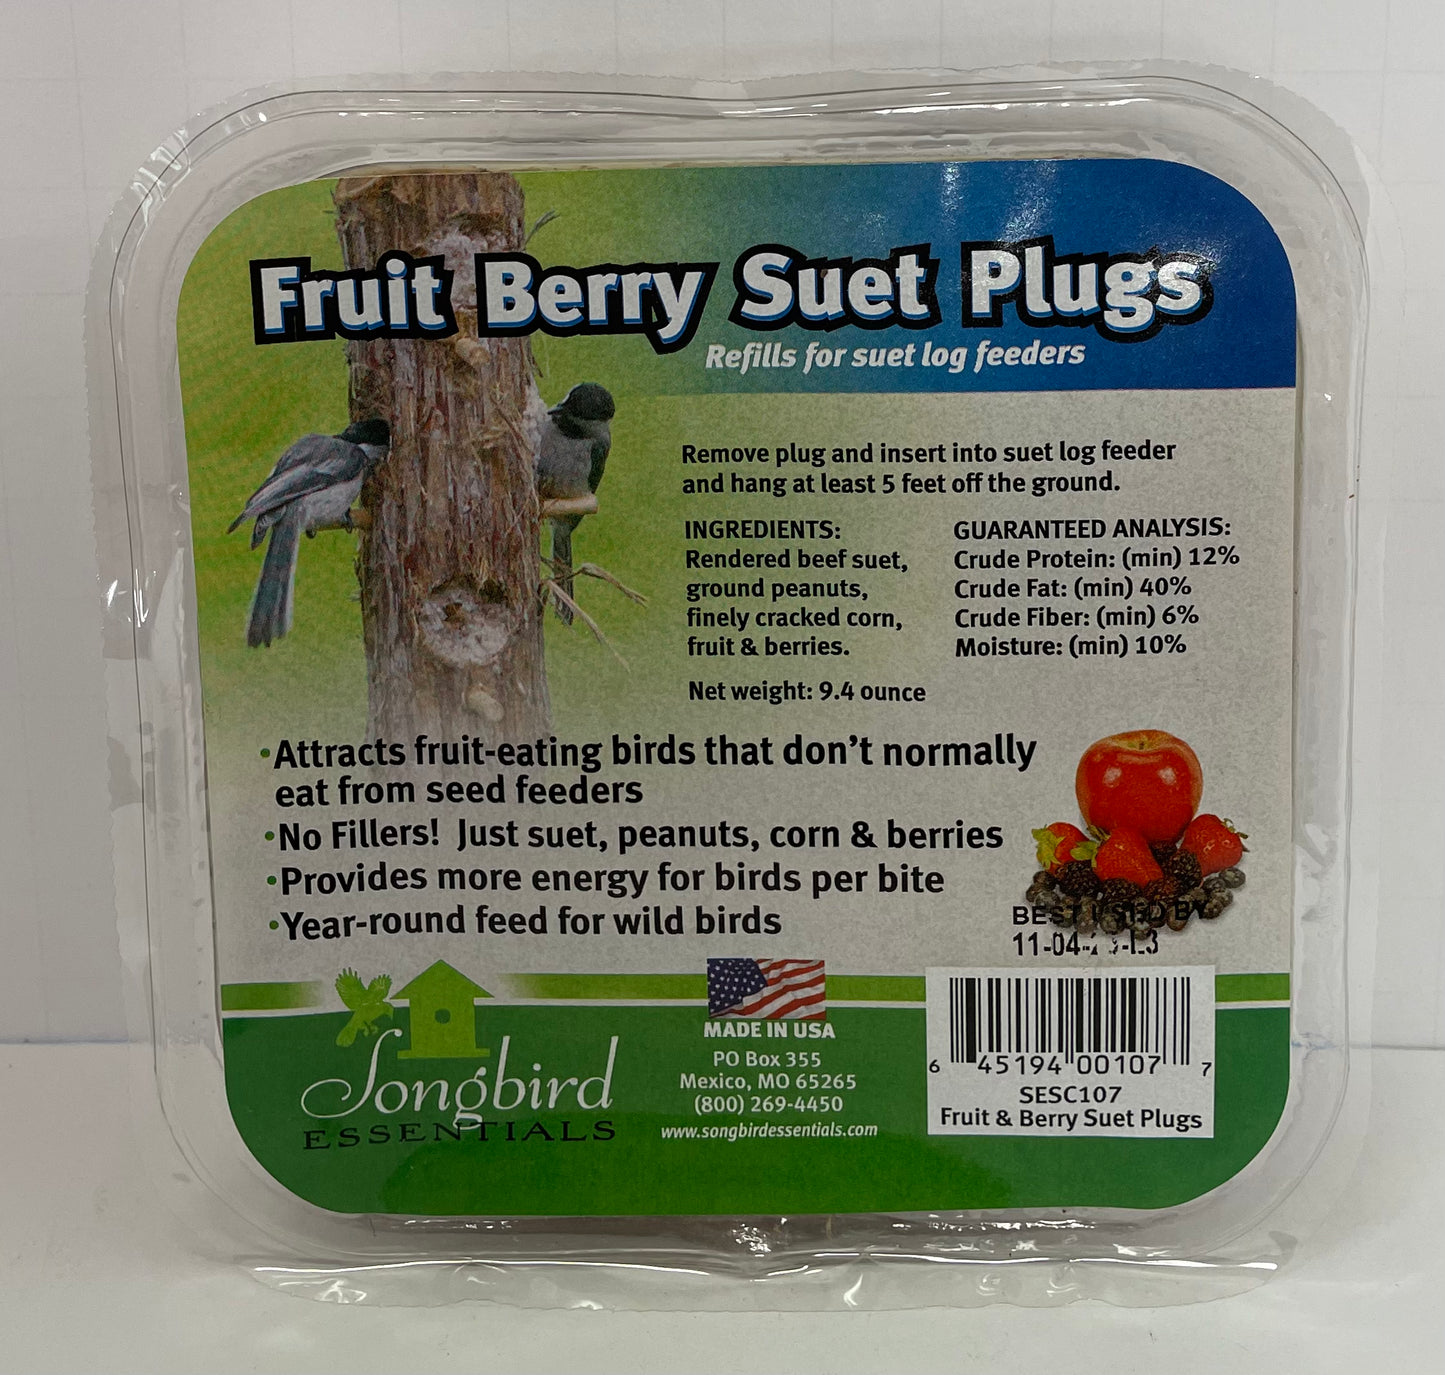 Fruit Berry Suet Plugs
Refills for suet log feeders
Remove plug and insert into suet log feeder
and hang at least 5 feet off the ground.
INGREDIENTS:
Rendered beef suet,
ground peanuts,
finely cracked corn,
fruit & berries.
GUARANTEED ANALYSIS:
Crude Protein: (min) 12%
Crude Fat: (min) 40%
Crude Fiber: (min) 6%
Moisture: (min) 10%
Net weight: 9.4 ounce
•Attracts fruit-eating birds that don't normally
eat from seed feeders
•No Fillers! Just suet, peanuts, corn & berries
•Provides more energy for birds per bite
•Year-round feed for wild birds
BEST USED BY
11-04-
Songbird
ESSENTIALS
MADE IN USA
PO Box 355
Mexico, MO 65265
(800) 269-4450
www.songbirdessentials.com
6 45194 00107 7
SESC107
Fruit & Berry Suet Plugs